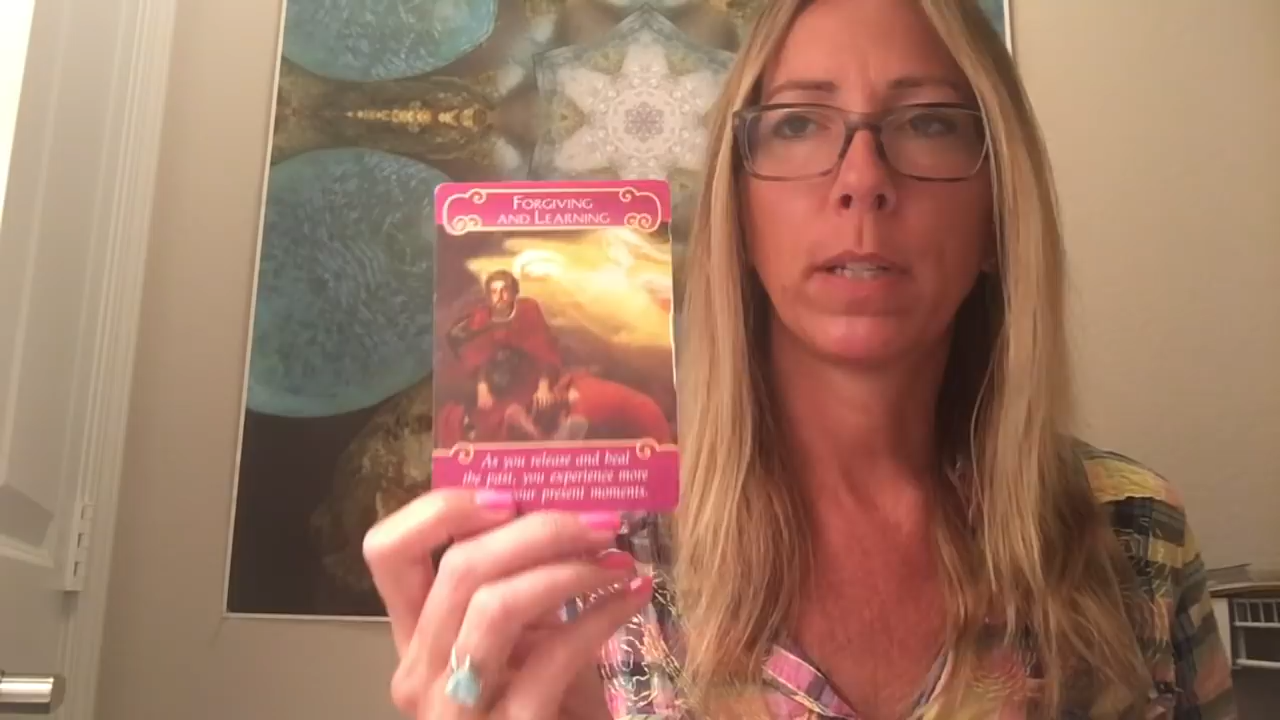 FORGIVING
AND LEARNING
As you release and heal
the past, you experience more
your present moments.